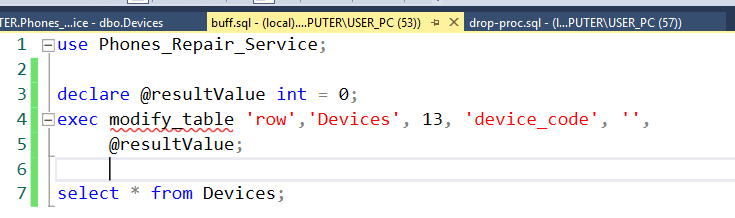 TER.Phones_...ice - dbo.Devices buff.sql - (local)....PUTER\USER_PC (53)) drop-proc.sql - (l...PUTER\USER_PC (57))
1 use Phones_Repair_Service;
2
3 declare @resultValue int = 0;
4 exec modify_table 'row','Devices', 13, 'device_code', '',
5 @resultValue;
6
7 select * from Devices;